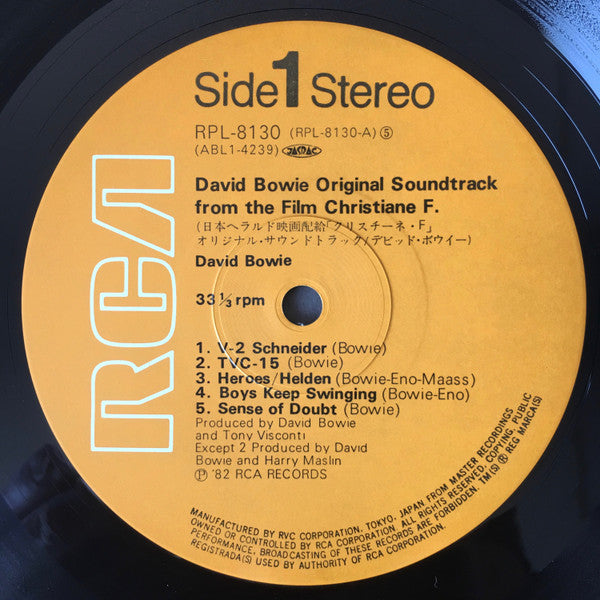 Side 1 Stereo
RPL-8130 (RPL-8130-A) ⑤
(ABL1-4239) JASRAC
David Bowie Original Soundtrack
from the Film Christiane F.
(日本ヘラルド映画配給「クリスチーネ・F」
オリジナル・サウンドトラック/デビッド・ボウイー)
David Bowie
33 1/3 rpm
1. V-2 Schneider (Bowie)
2. TVC-15 (Bowie)
3. Heroes/Helden (Bowie-Eno-Maass)
4. Boys Keep Swinging (Bowie-Eno)
5. Sense of Doubt (Bowie)
Produced by David Bowie
and Tony Visconti
Except 2 Produced by David
Bowie and Harry Maslin
Ⓟ '82 RCA RECORDS
RCA
MANUFACTURED BY RVC CORPORATION, TOKYO, JAPAN FROM MASTER RECORDINGS
OWNED OR CONTROLLED BY RCA CORPORATION. ALL RIGHTS RESERVED. COPYING, PUBLIC
PERFORMANCE, BROADCASTING OF THESE RECORDS ARE FORBIDDEN. TM(S) ® REG MARCA(S)
REGISTRADA(S) USED BY AUTHORITY OF RCA CORPORATION.